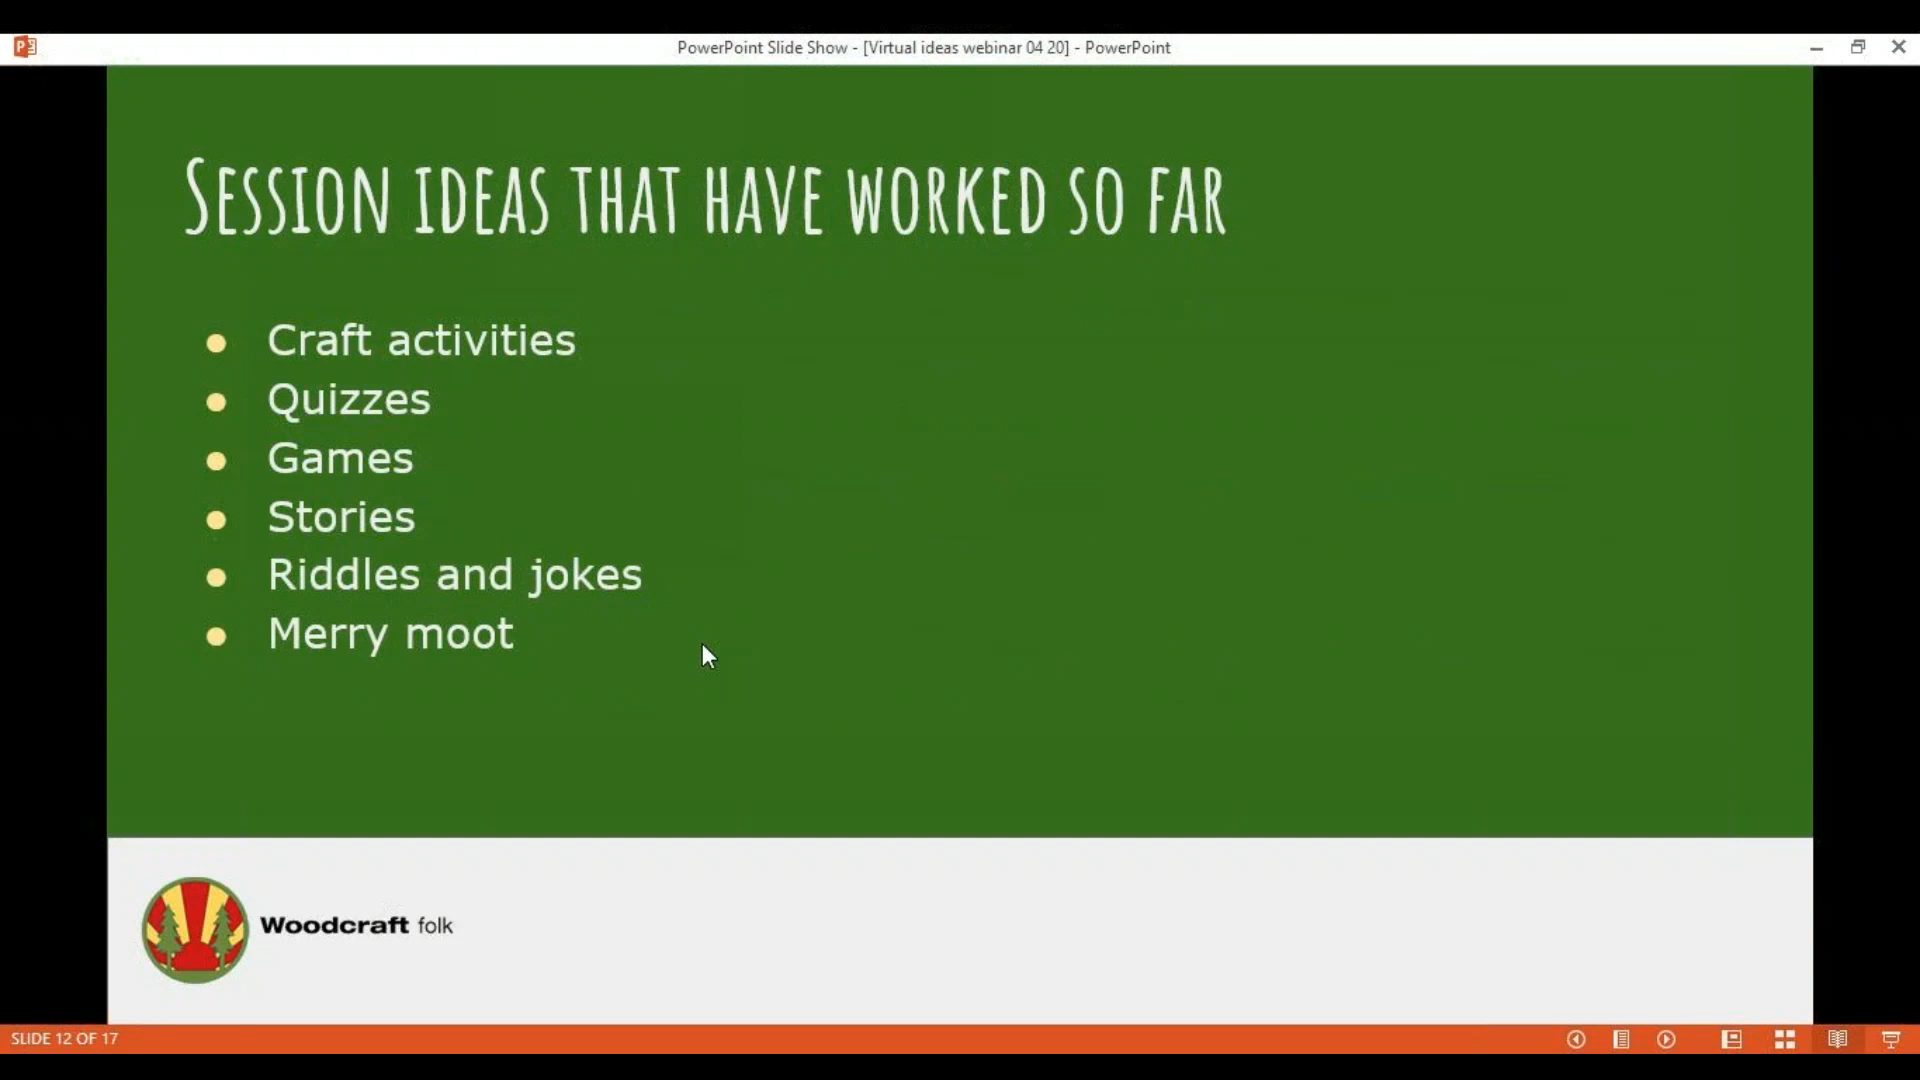 PowerPoint Slide Show - [Virtual ideas webinar 04 20] - PowerPoint
Session ideas that have worked so far
● Craft activities
● Quizzes
● Games
● Stories
● Riddles and jokes
● Merry moot
Woodcraft folk
SLIDE 12 OF 17